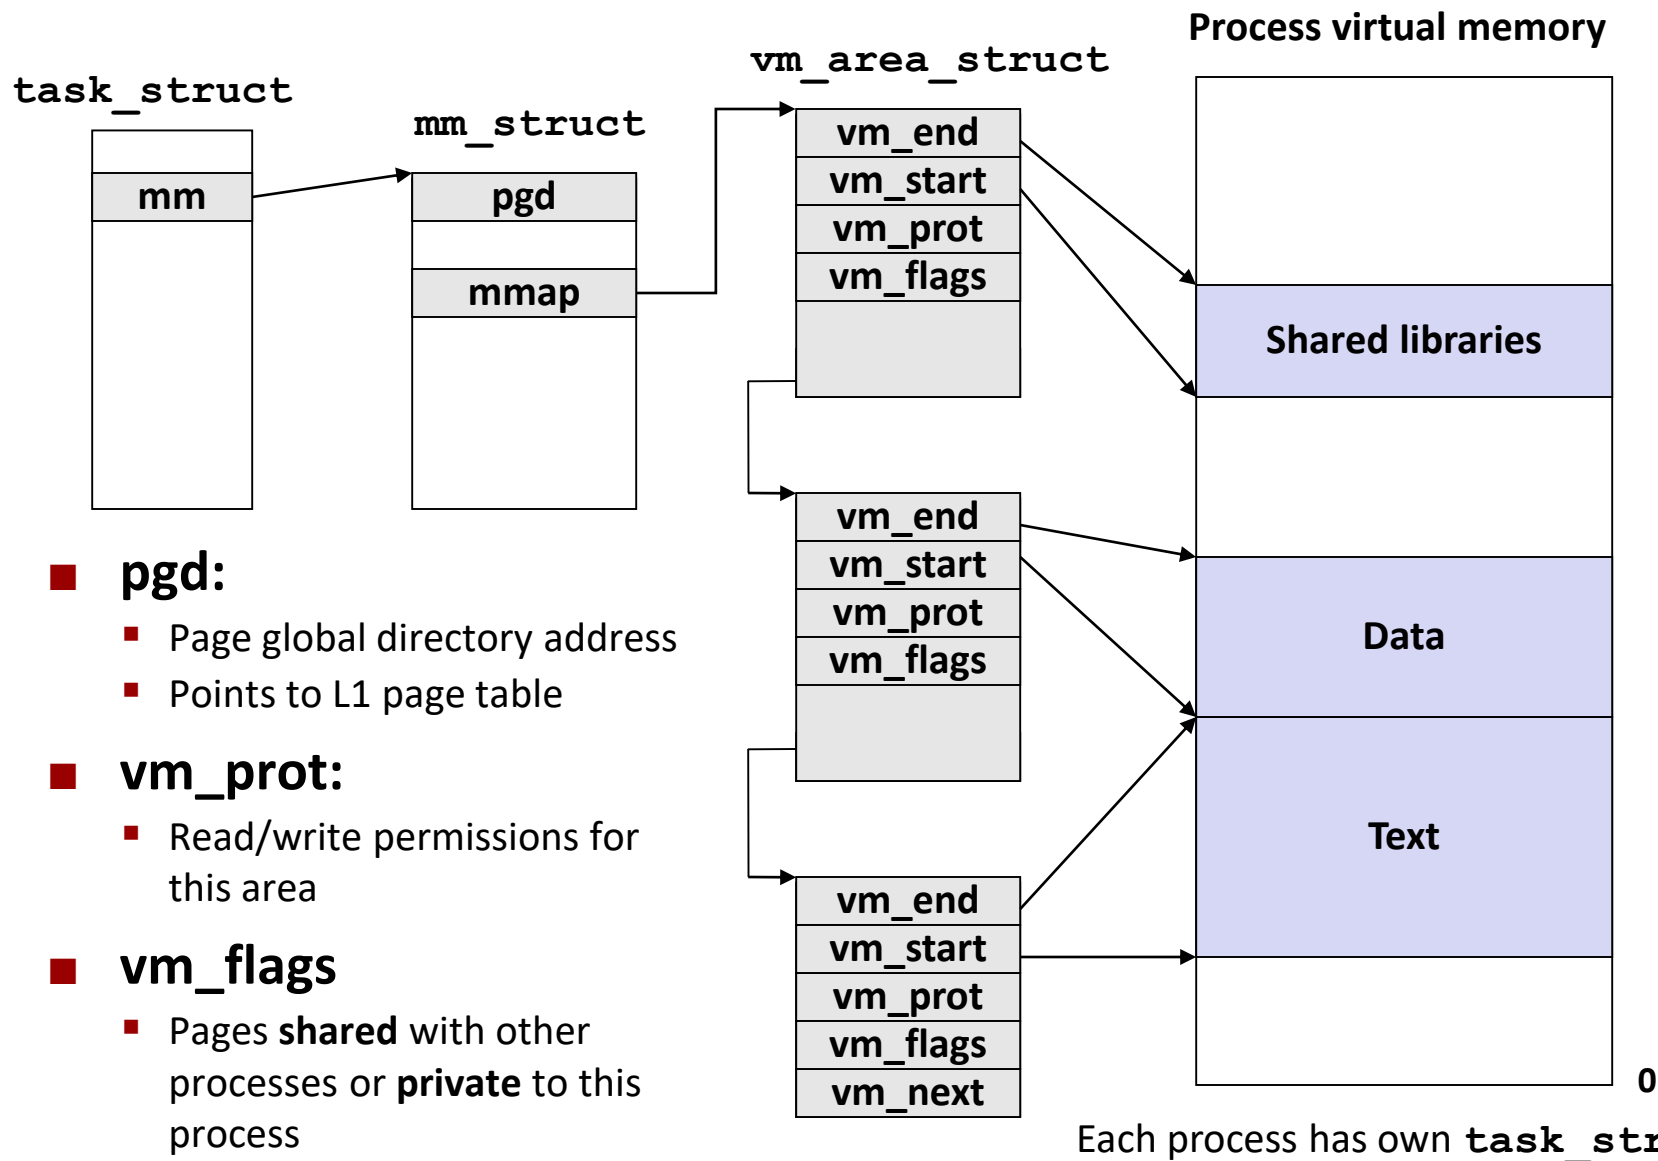 Process virtual memory
vm_area_struct
task_struct
mm_struct
mm
pgd
mmap
vm_end
vm_start
vm_prot
vm_flags
Shared libraries
vm_end
vm_start
vm_prot
vm_flags
Data
Text
vm_end
vm_start
vm_prot
vm_flags
vm_next
0
■ pgd:
▪ Page global directory address
▪ Points to L1 page table
■ vm_prot:
▪ Read/write permissions for
this area
■ vm_flags
▪ Pages shared with other
processes or private to this
process
Each process has own task_str